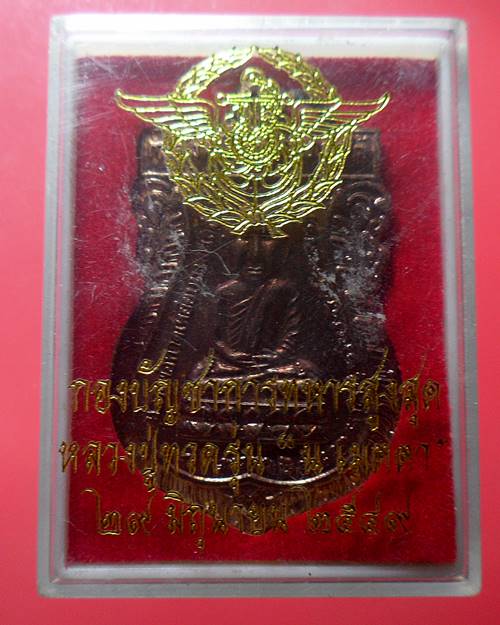 กองบัญชาการทหารสูงสุด
หลวงปู่ทวดรุ่น "น เมตตา"
๒๙ มิถุนายน ๒๕๔๙